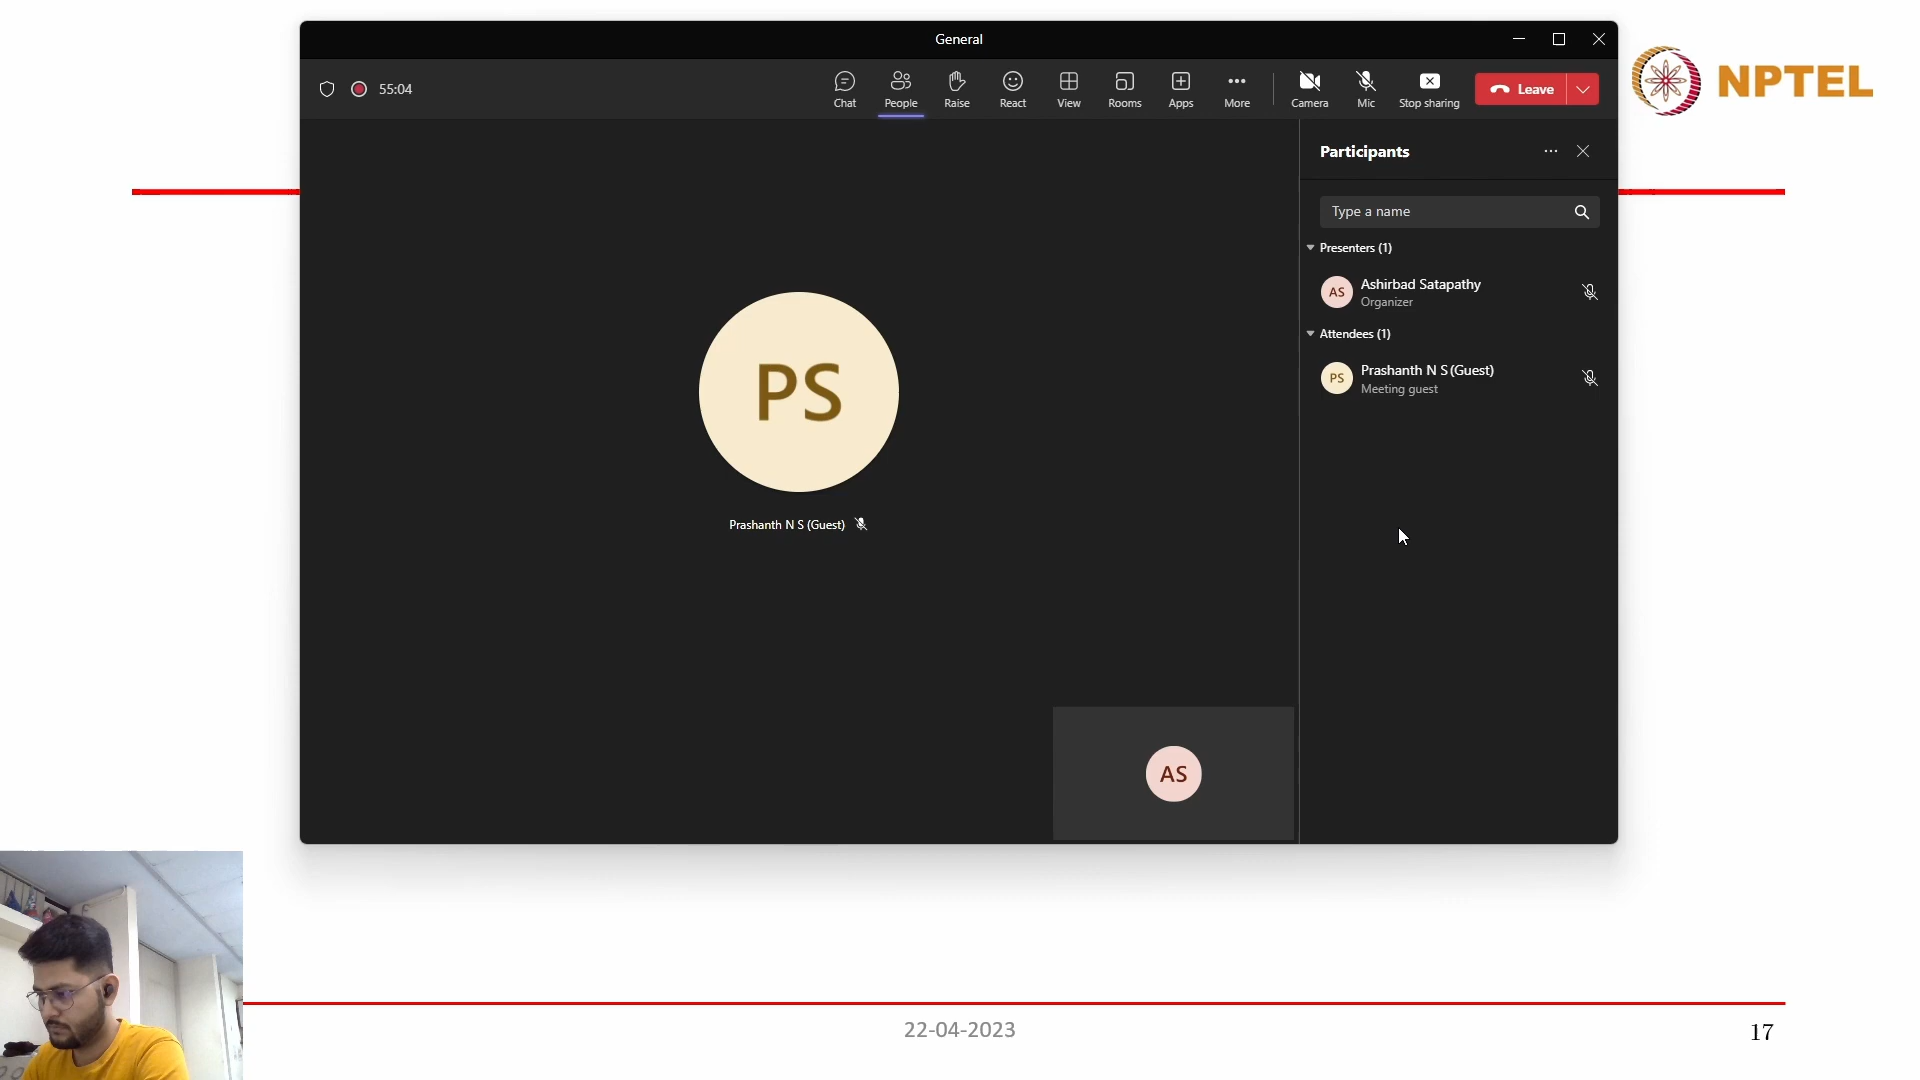 General
NPTEL
55:04
Chat
People
Raise
React
View
Rooms
Apps
More
Camera
Mic
Stop sharing
Leave
Participants
Type a name
Presenters (1)
AS
Ashirbad Satapathy
Organizer
Attendees (1)
PS
Prashanth N S (Guest)
Meeting guest
PS
Prashanth N S (Guest)
AS
22-04-2023
17